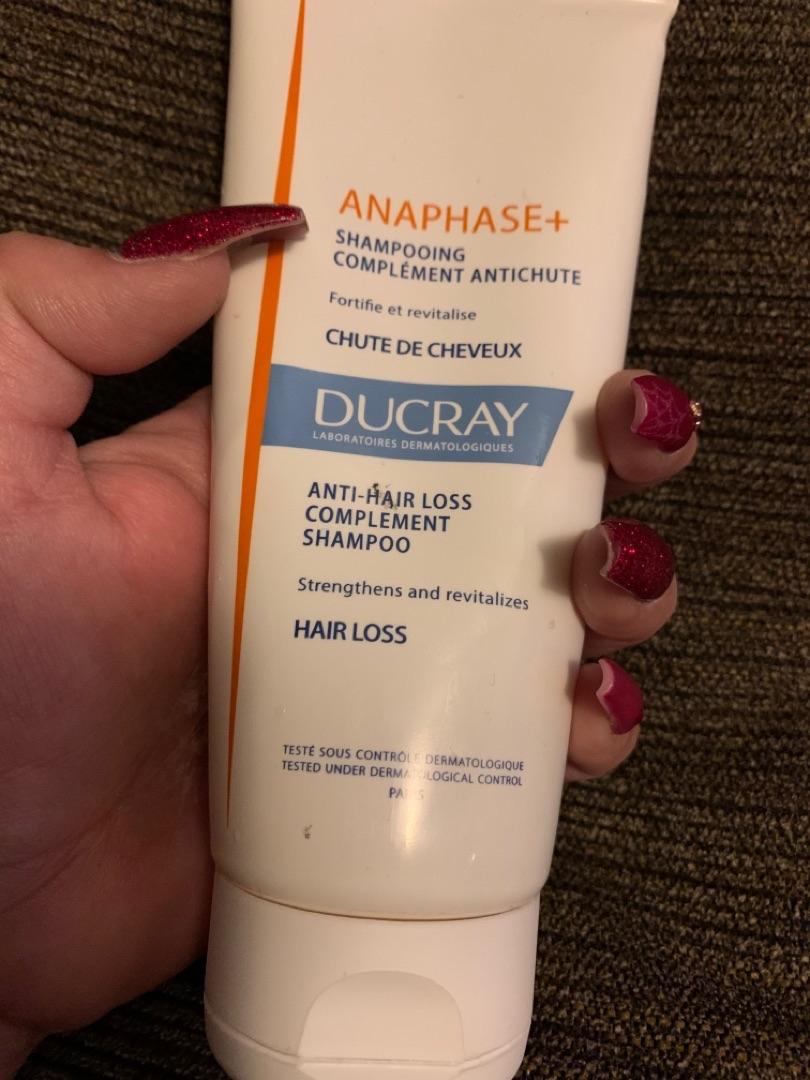 ANAPHASE+
SHAMPOOING
COMPLÉMENT ANTICHUTE
Fortifie et revitalise
CHUTE DE CHEVEUX
DUCRAY
LABORATOIRES DERMATOLOGIQUES
ANTI-HAIR LOSS
COMPLEMENT
SHAMPOO
Strengthens and revitalizes
HAIR LOSS
TESTÉ SOUS CONTRÔLE DERMATOLOGIQUE
TESTED UNDER DERMATOLOGICAL CONTROL
PARIS